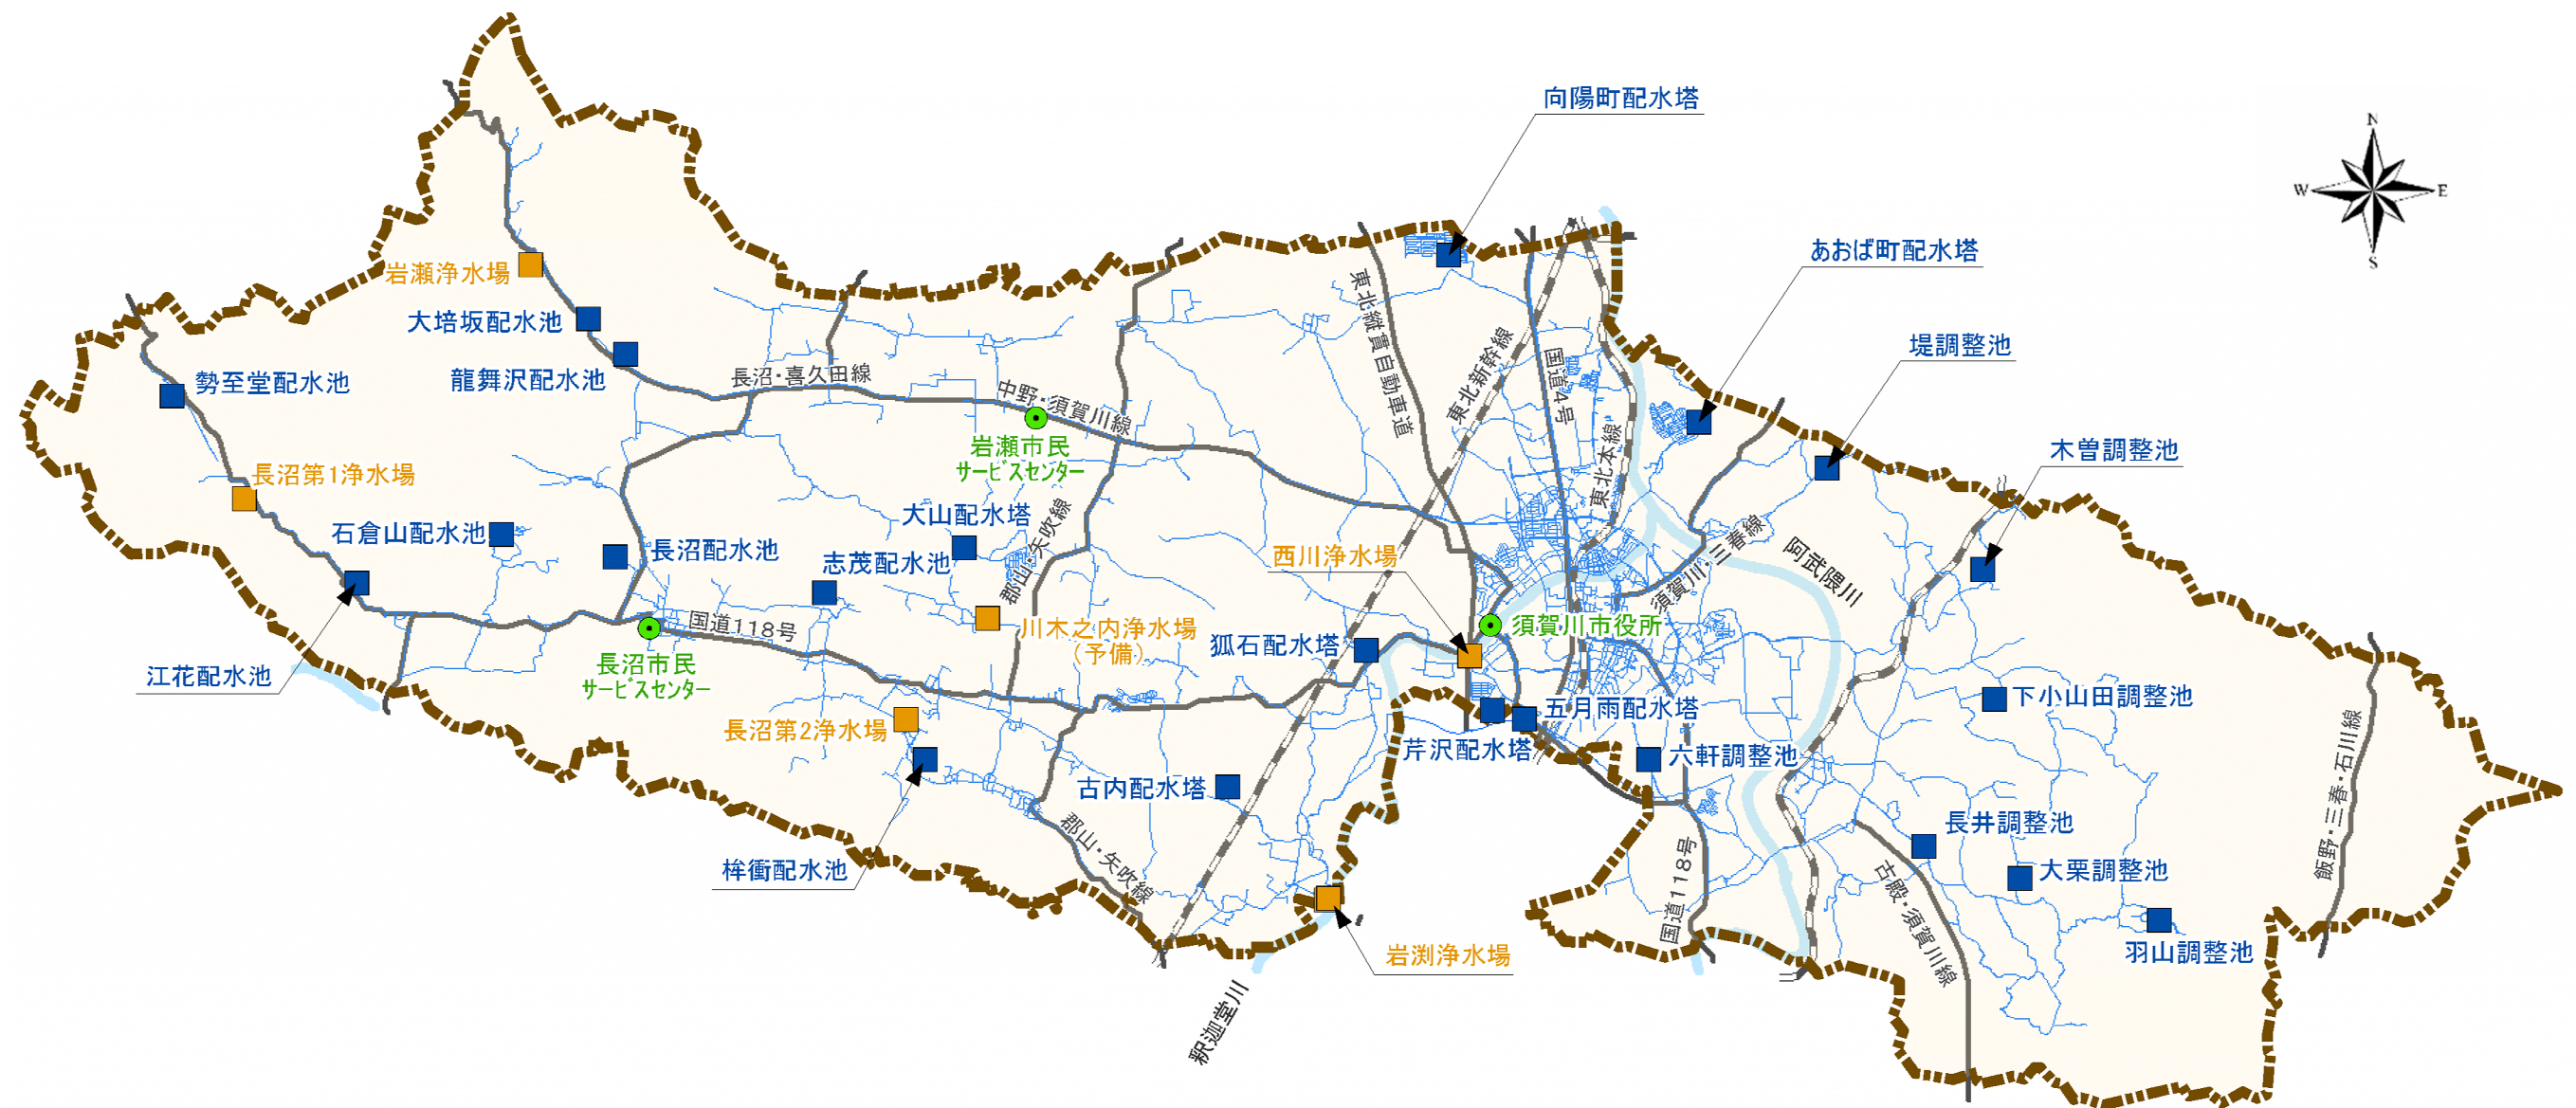 向陽町配水塔
N
W
E
S
あおば町配水塔
岩瀬浄水場
東北縦貫自動車道
大培坂配水池
東北新幹線
国道4号
堤調整池
龍舞沢配水池
勢至堂配水池
長沼・喜久田線
中野・須賀川線
岩瀬市民
サービスセンター
東北本線
木曽調整池
長沼第1浄水場
石倉山配水池
長沼配水池
大山配水塔
志茂配水池
郡山・矢吹線
西川浄水場
須賀川・三春線
阿武隈川
国道118号
川木之内浄水場
（予備）
狐石配水塔
須賀川市役所
江花配水池
長沼市民
サービスセンター
長沼第2浄水場
五月雨配水塔
芹沢配水塔
下小山田調整池
六軒調整池
飯野・三春・石川線
古内配水塔
桙衝配水池
郡山・矢吹線
国道118号
長井調整池
大栗調整池
古殿・須賀川線
羽山調整池
岩渕浄水場
釈迦堂川